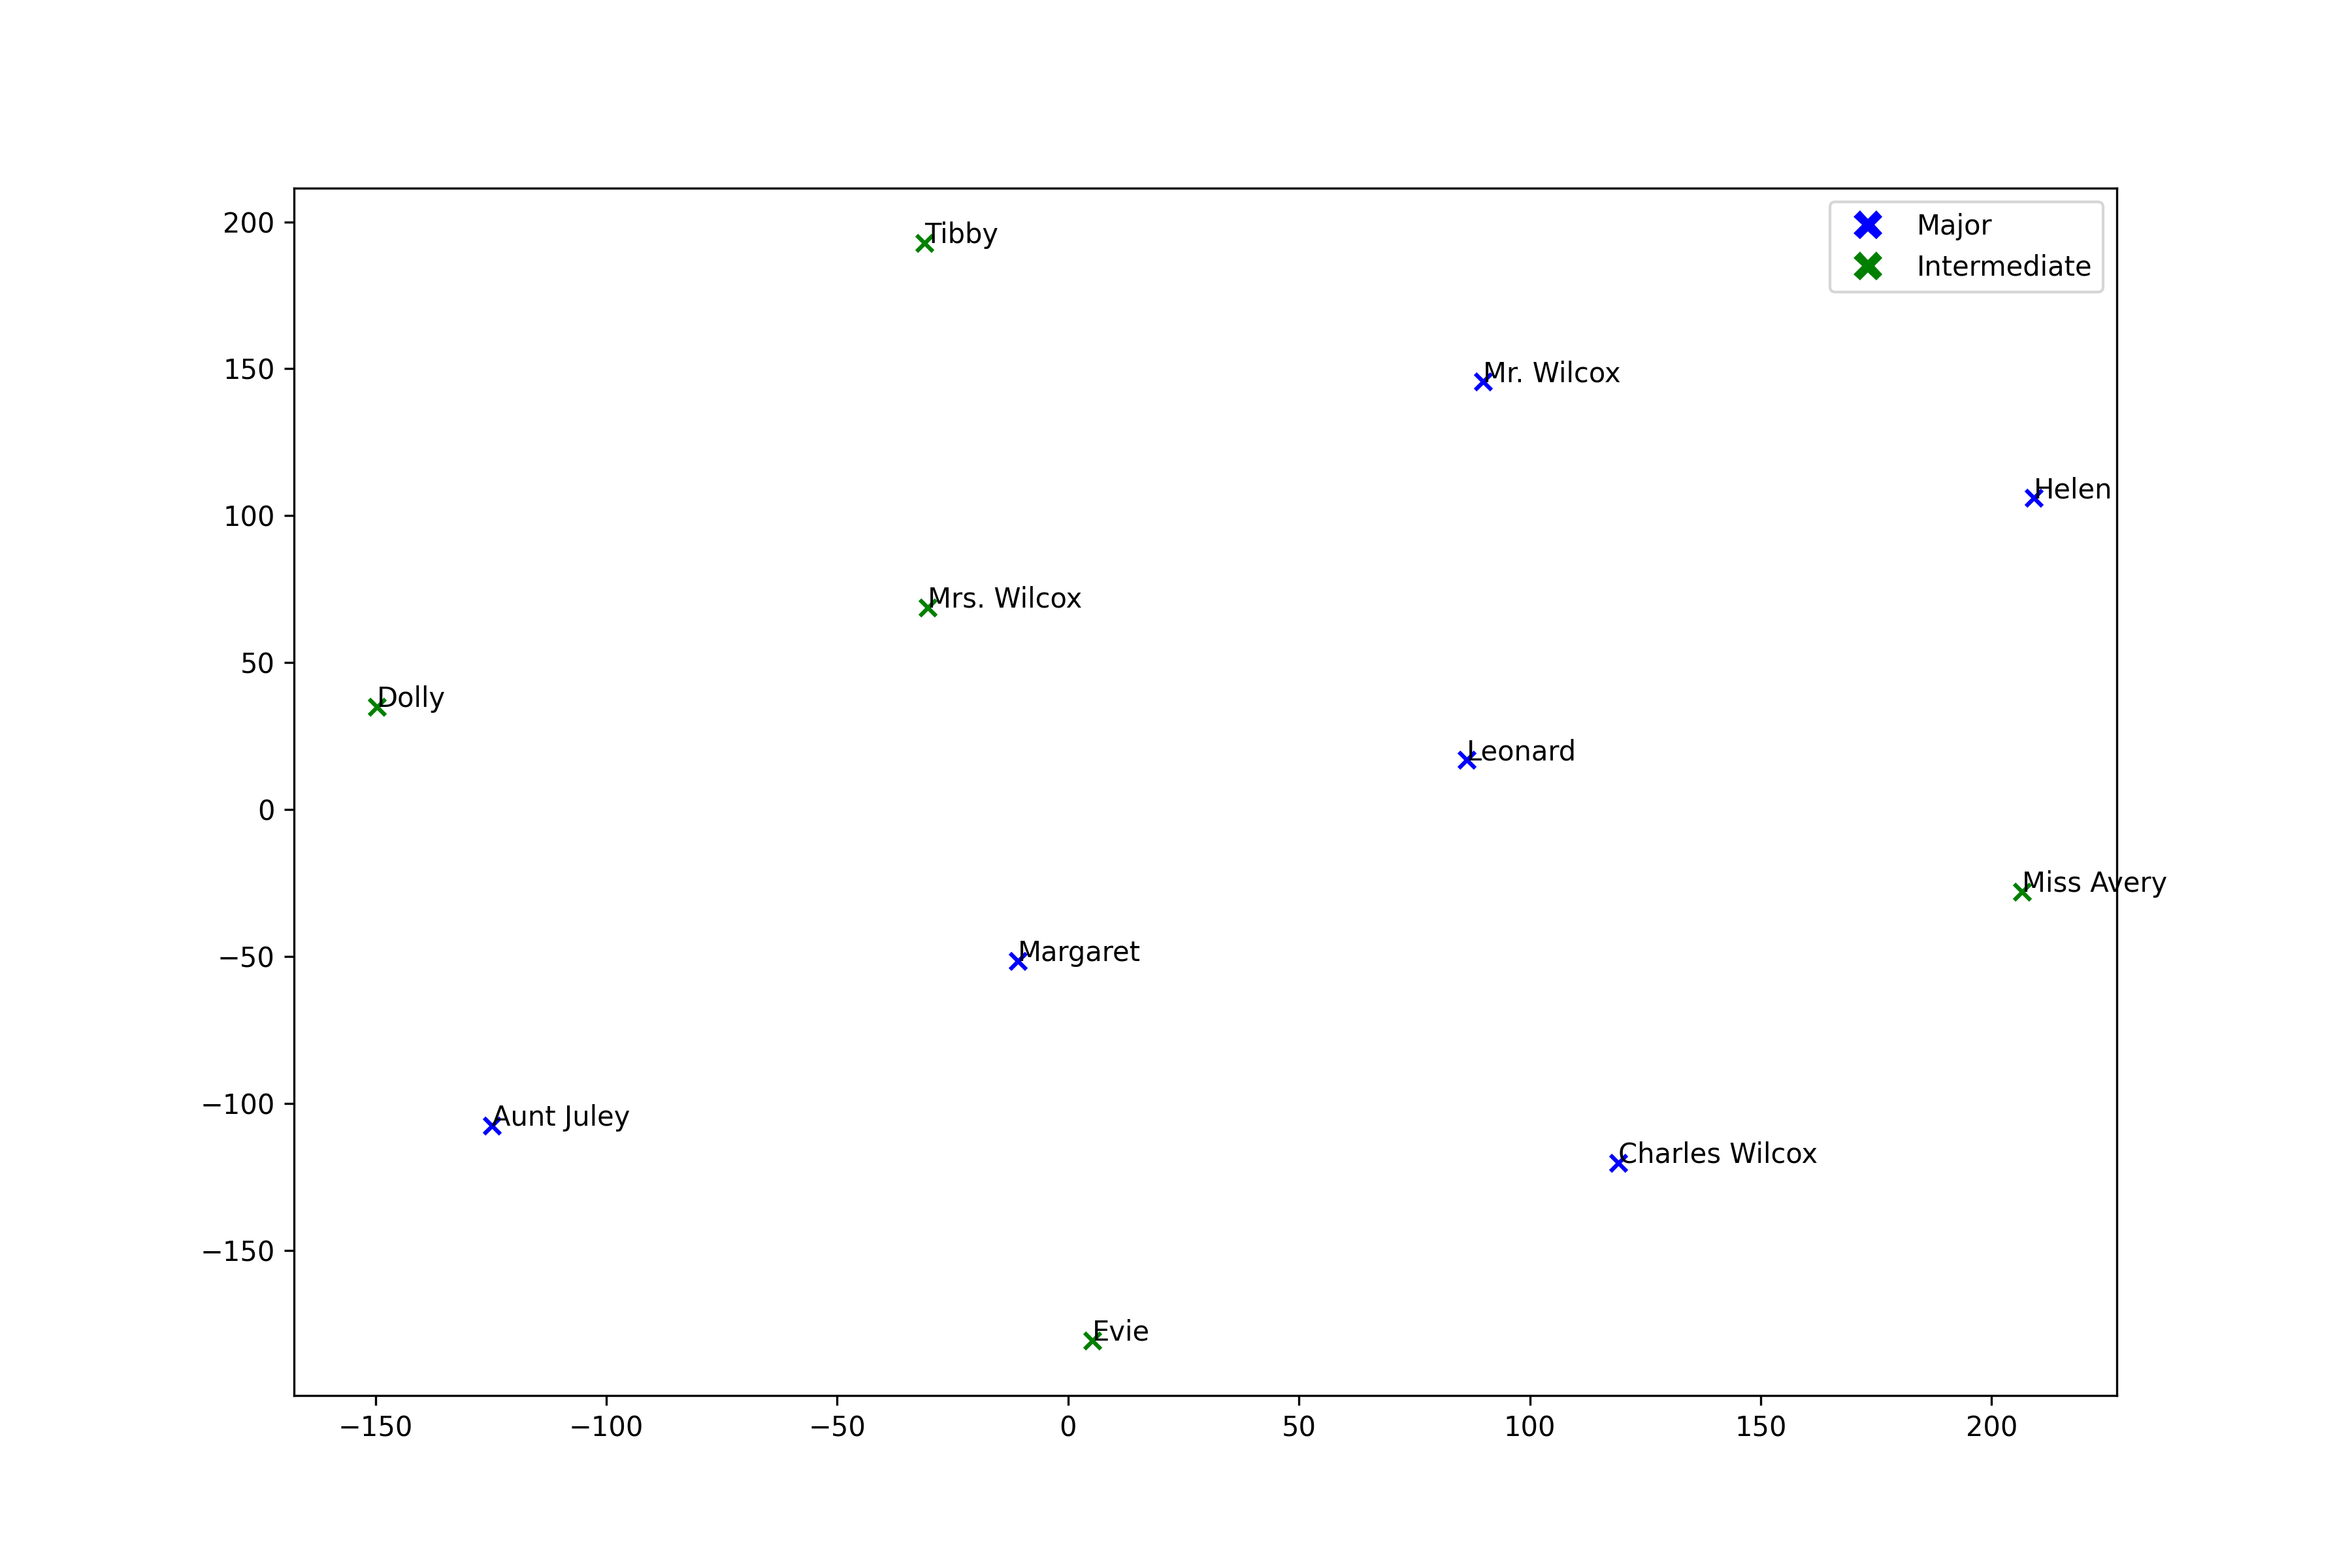 200
Tibby
Major
Intermediate
150
Mr. Wilcox
100
Helen
Mrs. Wilcox
50
Dolly
Leonard
0
Miss Avery
−50
Margaret
−100
Aunt Juley
Charles Wilcox
−150
Evie
−150 −100 −50 0 50 100 150 200